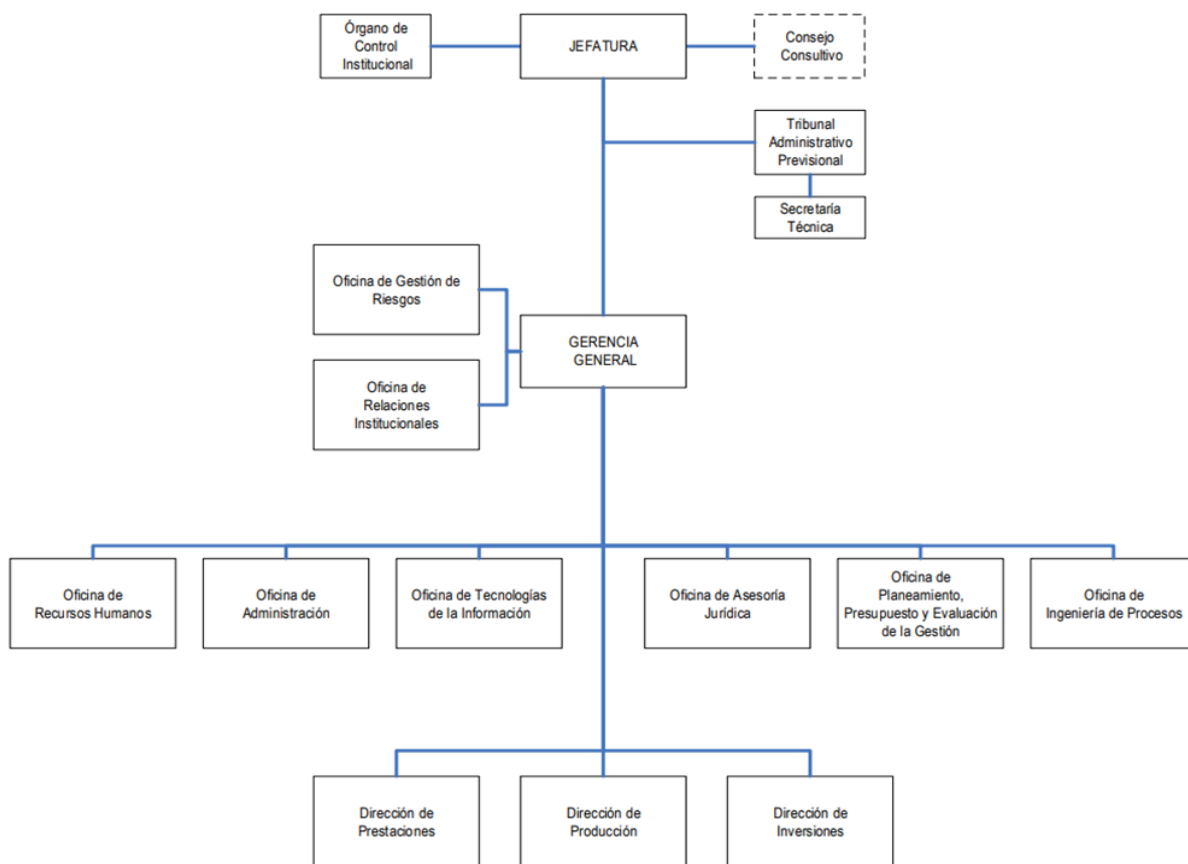 Órgano de
Control
Institucional
JEFATURA
Consejo
Consultivo
Tribunal
Administrativo
Previsional
Secretaría
Técnica
Oficina de Gestión de
Riesgos
GERENCIA
GENERAL
Oficina de
Relaciones
Institucionales
Oficina de
Recursos Humanos
Oficina de
Administración
Oficina de Tecnologías
de la Información
Oficina de Asesoría
Jurídica
Oficina de
Planeamiento,
Presupuesto y Evaluación
de la Gestión
Oficina de
Ingeniería de Procesos
Dirección de
Prestaciones
Dirección de
Producción
Dirección de
Inversiones